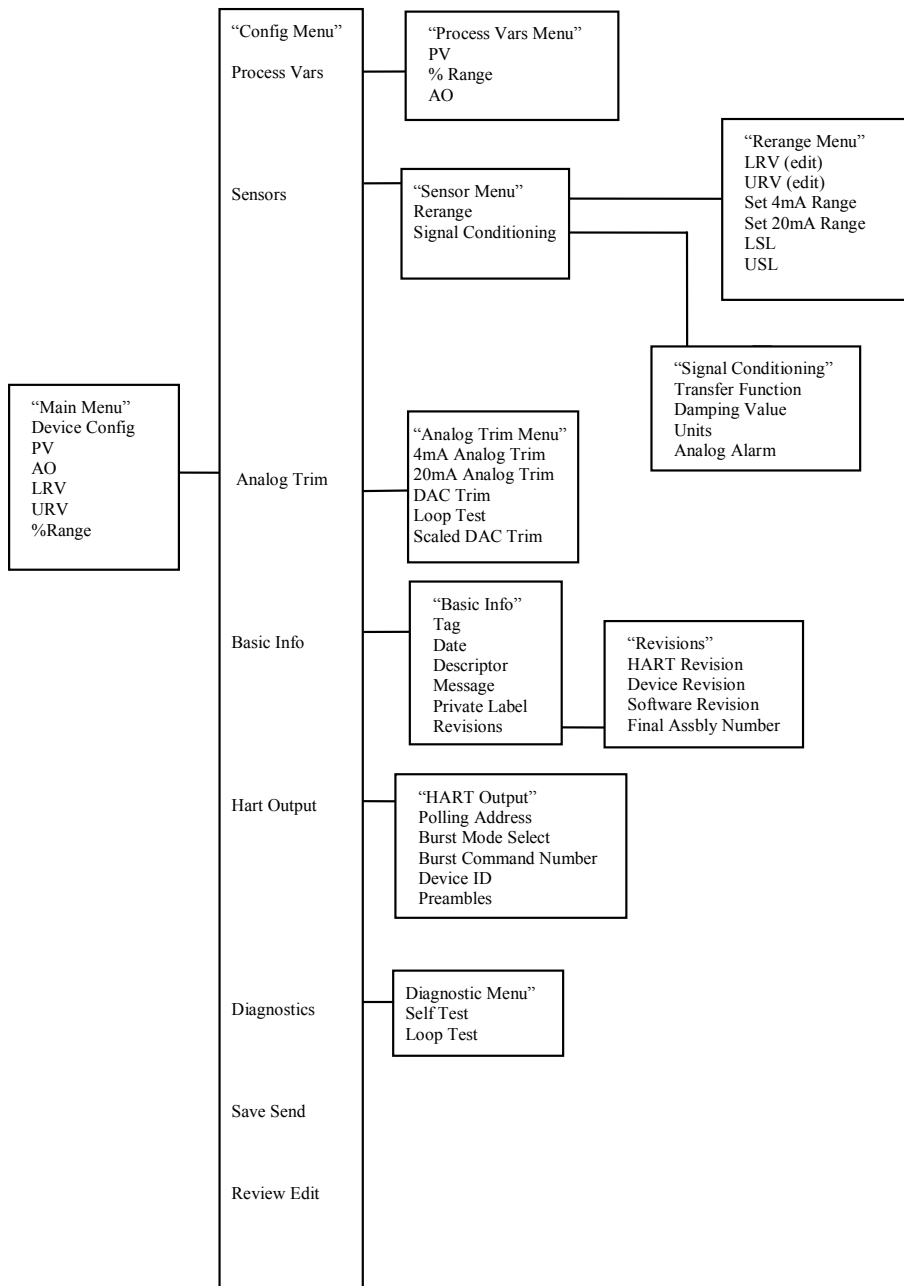 “Main Menu”
Device Config
PV
AO
LRV
URV
%Range
“Config Menu”
Process Vars
Sensors
Analog Trim
Basic Info
Hart Output
Diagnostics
Save Send
Review Edit
“Process Vars Menu”
PV
% Range
AO
“Sensor Menu”
Rerange
Signal Conditioning
“Rerange Menu”
LRV (edit)
URV (edit)
Set 4mA Range
Set 20mA Range
LSL
USL
“Signal Conditioning”
Transfer Function
Damping Value
Units
Analog Alarm
“Analog Trim Menu”
4mA Analog Trim
20mA Analog Trim
DAC Trim
Loop Test
Scaled DAC Trim
“Basic Info”
Tag
Date
Descriptor
Message
Private Label
Revisions
“Revisions”
HART Revision
Device Revision
Software Revision
Final Assbly Number
“HART Output”
Polling Address
Burst Mode Select
Burst Command Number
Device ID
Preambles
Diagnostic Menu”
Self Test
Loop Test